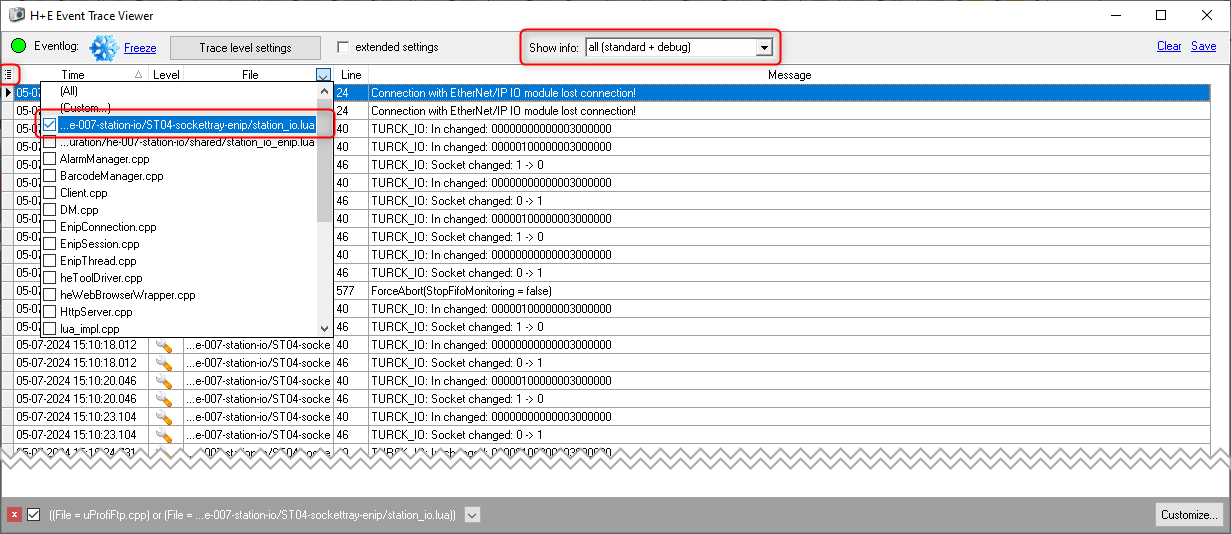 H+E Event Trace Viewer
Eventlog: Freeze Trace level settings extended settings Show info: all (standard + debug) Clear Save
Time Level File Line Message
05-07 (All) 24 Connection with EtherNet/IP IO module lost connection!
05-07 (Custom...) 24 Connection with EtherNet/IP IO module lost connection!
05-07 ...e-007-station-io/ST04-sockettray-enip/station_io.lua 40 TURCK_IO: In changed: 00000000000003000000
05-07 ...uration/he-007-station-io/shared/station_io_enip.lua 40 TURCK_IO: In changed: 00000100000003000000
05-07 AlarmManager.cpp 46 TURCK_IO: Socket changed: 1 -> 0
05-07 BarcodeManager.cpp 40 TURCK_IO: In changed: 00000000000003000000
05-07 Client.cpp 46 TURCK_IO: Socket changed: 0 -> 1
05-07 DM.cpp 40 TURCK_IO: In changed: 00000100000003000000
05-07 EnipConnection.cpp 46 TURCK_IO: Socket changed: 1 -> 0
05-07 EnipSession.cpp 40 TURCK_IO: In changed: 00000000000003000000
05-07 EnipThread.cpp 46 TURCK_IO: Socket changed: 0 -> 1
05-07 heToolDriver.cpp 577 ForceAbort(StopFifoMonitoring = false)
05-07 heWebBrowserWrapper.cpp 40 TURCK_IO: In changed: 00000100000003000000
05-07 HttpServer.cpp 46 TURCK_IO: Socket changed: 1 -> 0
lua_impl.cpp
05-07-2024 15:10:18.012 ...e-007-station-io/ST04-socke 40 TURCK_IO: In changed: 00000000000003000000
05-07-2024 15:10:18.012 ...e-007-station-io/ST04-socke 46 TURCK_IO: Socket changed: 0 -> 1
05-07-2024 15:10:20.046 ...e-007-station-io/ST04-socke 40 TURCK_IO: In changed: 00000100000003000000
05-07-2024 15:10:20.046 ...e-007-station-io/ST04-socke 46 TURCK_IO: Socket changed: 1 -> 0
05-07-2024 15:10:23.104 ...e-007-station-io/ST04-socke 40 TURCK_IO: In changed: 00000000000003000000
05-07-2024 15:10:23.104 ...e-007-station-io/ST04-socke 46 TURCK_IO: Socket changed: 0 -> 1
((File = uProfiFtp.cpp) or (File = ...e-007-station-io/ST04-sockettray-enip/station_io.lua)) Customize...